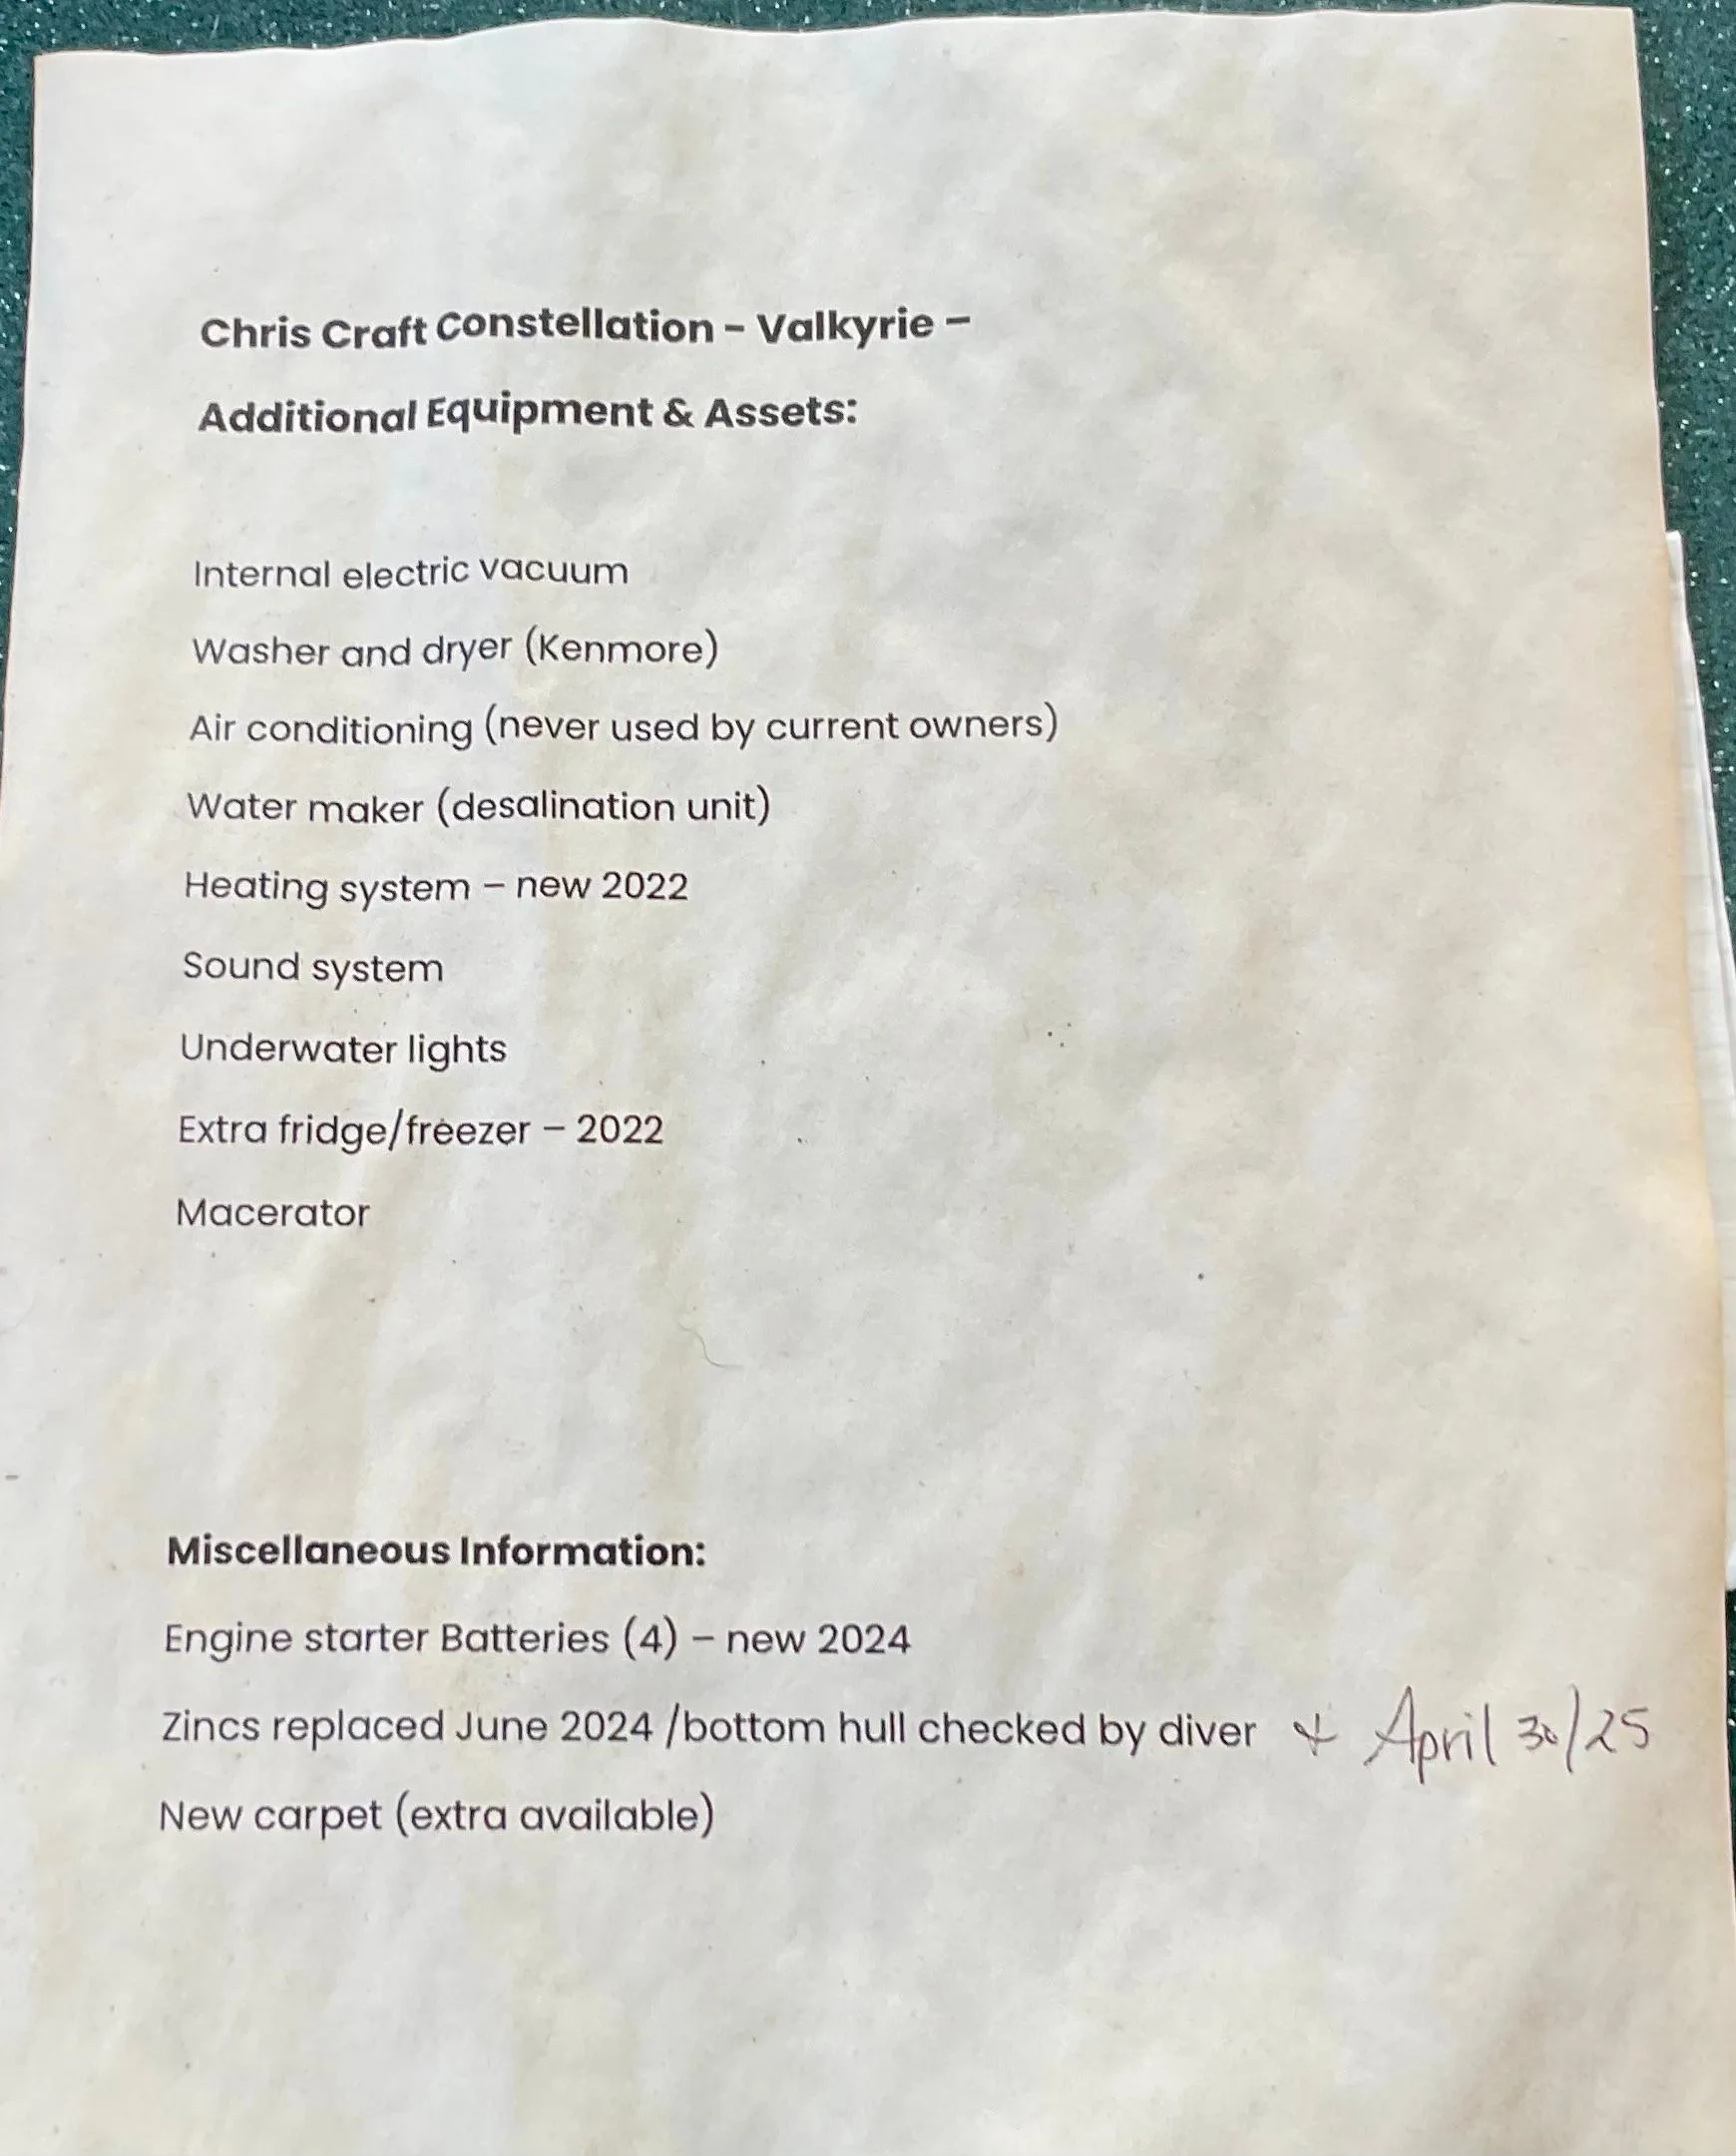 Chris Craft Constellation – Valkyrie –
Additional Equipment & Assets:
Internal electric vacuum
Washer and dryer (Kenmore)
Air conditioning (never used by current owners)
Water maker (desalination unit)
Heating system – new 2022
Sound system
Underwater lights
Extra fridge/freezer – 2022
Macerator
Miscellaneous Information:
Engine starter Batteries (4) – new 2024
Zincs replaced June 2024 /bottom hull checked by diver & April 30/25
New carpet (extra available)